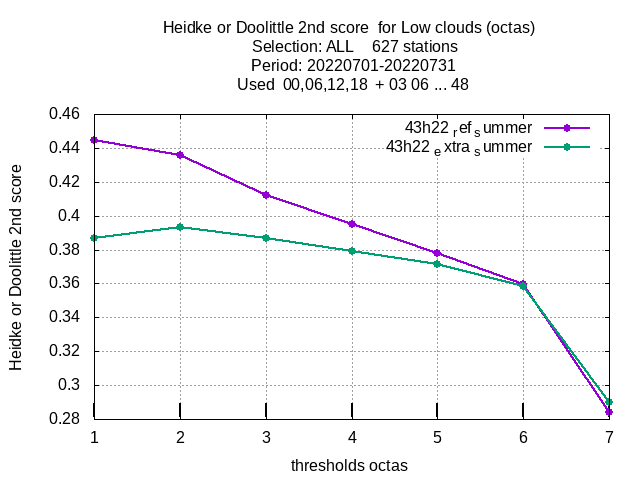 Heidke or Doolittle 2nd score  for Low clouds (octas)
Selection: ALL    627 stations
Period: 20220701-20220731
Used  00,06,12,18  + 03 06 ... 48
43h22 ref summer
43h22 extra summer
Heidke or Doolittle 2nd score
0.46
0.44
0.42
0.4
0.38
0.36
0.34
0.32
0.3
0.28
1 2 3 4 5 6 7
thresholds octas